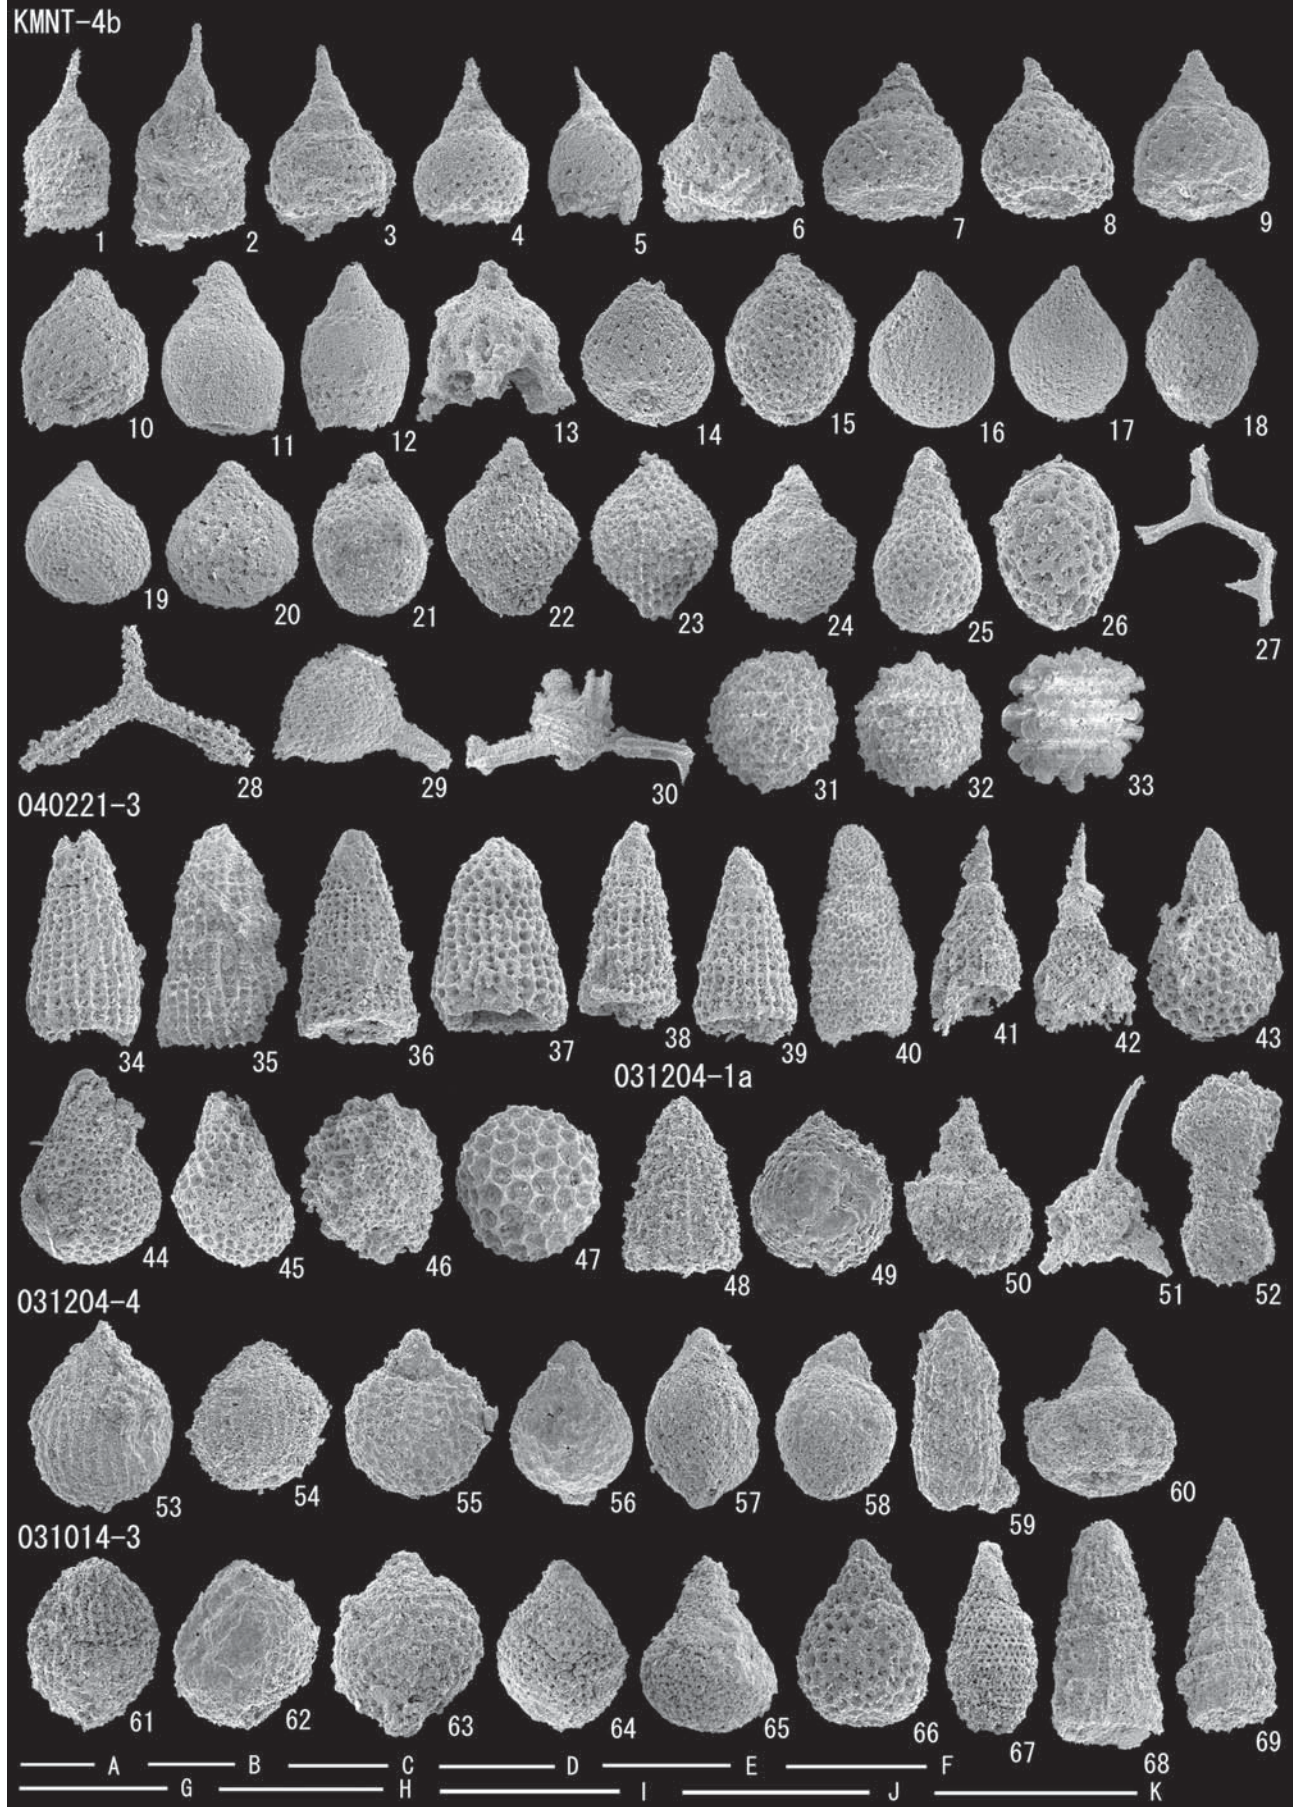 KMNT-4b
1 2 3 4 5 6 7 8 9
10 11 12 13 14 15 16 17 18
19 20 21 22 23 24 25 26 27
28 29 30 31 32 33
040221-3
34 35 36 37 38 39 40 41 42 43
031204-1a
44 45 46 47 48 49 50 51 52
031204-4
53 54 55 56 57 58 59 60
031014-3
61 62 63 64 65 66 67 68 69
A B C D E F
G H I J K